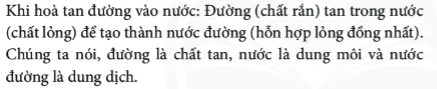 Khi hoà tan đường vào nước: Đường (chất rắn) tan trong nước
(chất lỏng) để tạo thành nước đường (hỗn hợp lỏng đồng nhất).
Chúng ta nói, đường là chất tan, nước là dung môi và nước
đường là dung dịch.